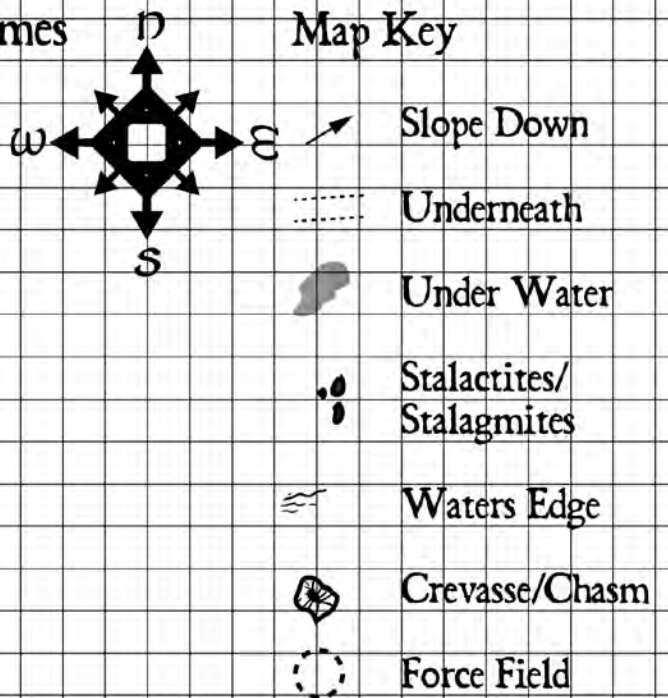 mes
n
w
ε
s
Map Key
Slope Down
Underneath
Under Water
Stalactites/
Stalagmites
Waters Edge
Crevasse/Chasm
Force Field